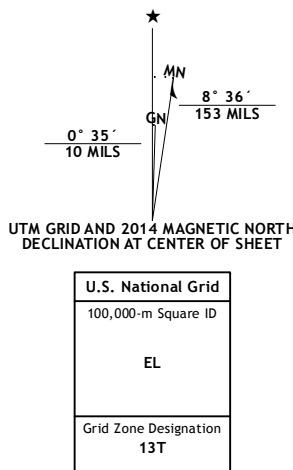 ★
MN
GN
8° 36´
153 MILS
0° 35´
10 MILS
UTM GRID AND 2014 MAGNETIC NORTH
DECLINATION AT CENTER OF SHEET
U.S. National Grid
100,000-m Square ID
EL
Grid Zone Designation
13T